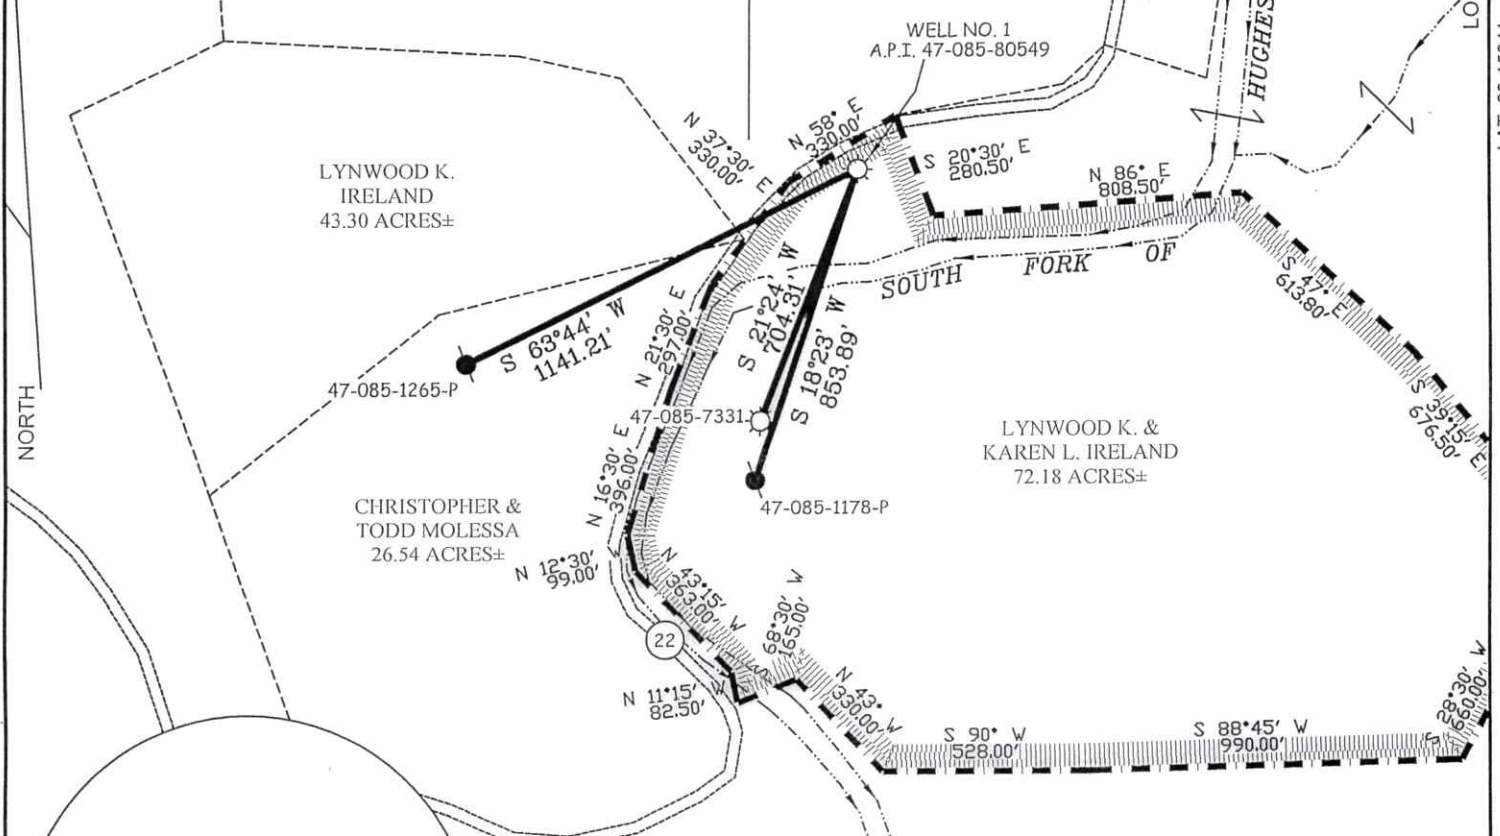 WELL NO. 1
A.P.I. 47-085-80549
HUGHES
LO
N 37°30' E
330.00'
N 58° E
330.00'
S 20°30' E
280.50'
N 86° E
808.50'
LYNWOOD K.
IRELAND
43.30 ACRES±
SOUTH FORK OF
S 47° E
613.80'
S 63°44' W
1141.21'
47-085-1265-P
N 21°30' E
297.00'
S 21°24' W
704.31'
S 18°23' W
853.89'
47-085-7331
47-085-1178-P
S 39°15' E
676.50'
NORTH
LYNWOOD K. &
KAREN L. IRELAND
72.18 ACRES±
N 16°30' E
396.00'
CHRISTOPHER &
TODD MOLESSA
26.54 ACRES±
N 12°30' W
99.00'
N 43°15' W
363.00'
S 68°30' W
165.00'
22
N 11°15' W
82.50'
N 43° W
330.00'
S 90° W
528.00'
S 88°45' W
990.00'
S 28°30' W
660.00'